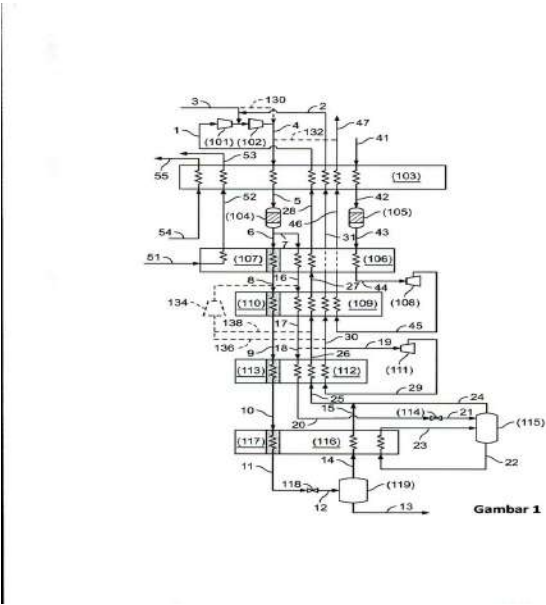 3 130 2
1 4 47
(101) (102) 132 41
53
55 (103)
52 5 42
(104) 28 (105)
54 46 31
6 7 43
51 (107) (106)
8 16 27 44 (108)
134 (110) (109)
138 17 30 45
136 19
9 18 26 (111)
(113) (112) 29
25 24
10 15 (114) 21 (115)
20 23
(117) (116)
14 22
11
118 (119)
12 13
Gambar 1